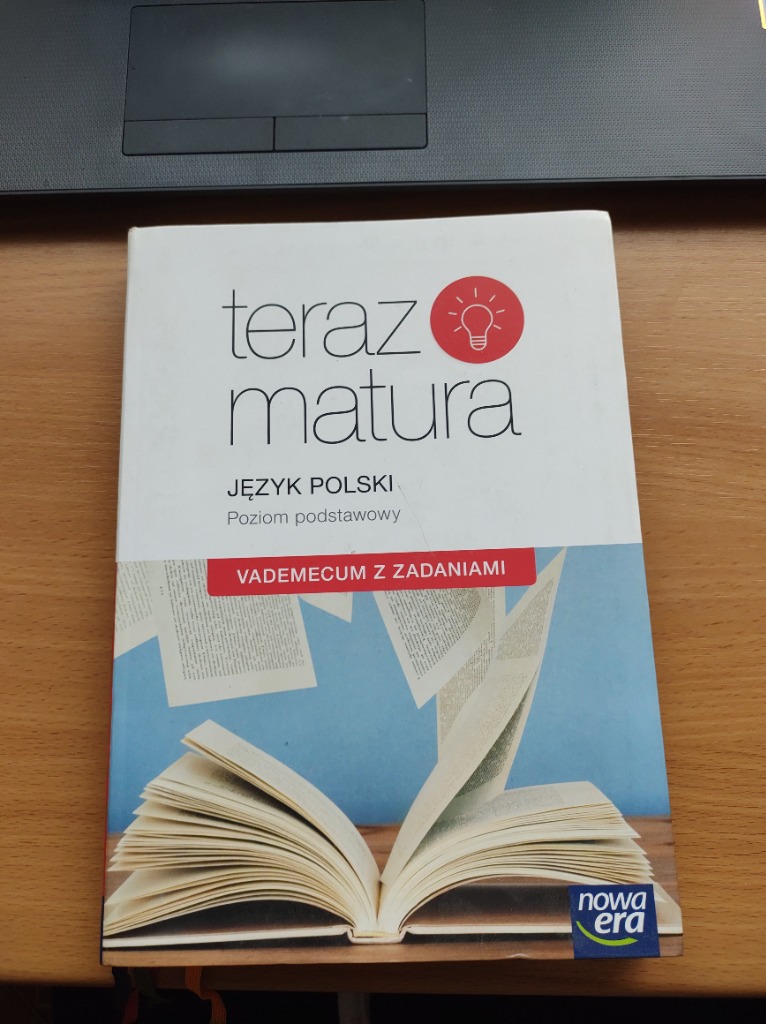 teraz
matura
JĘZYK POLSKI
Poziom podstawowy
VADEMECUM Z ZADANIAMI
nowa
era